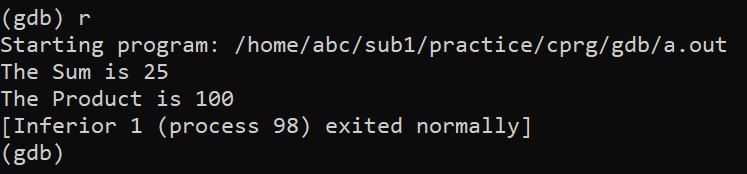 (gdb) r
Starting program: /home/abc/sub1/practice/cprg/gdb/a.out
The Sum is 25
The Product is 100
[Inferior 1 (process 98) exited normally]
(gdb)